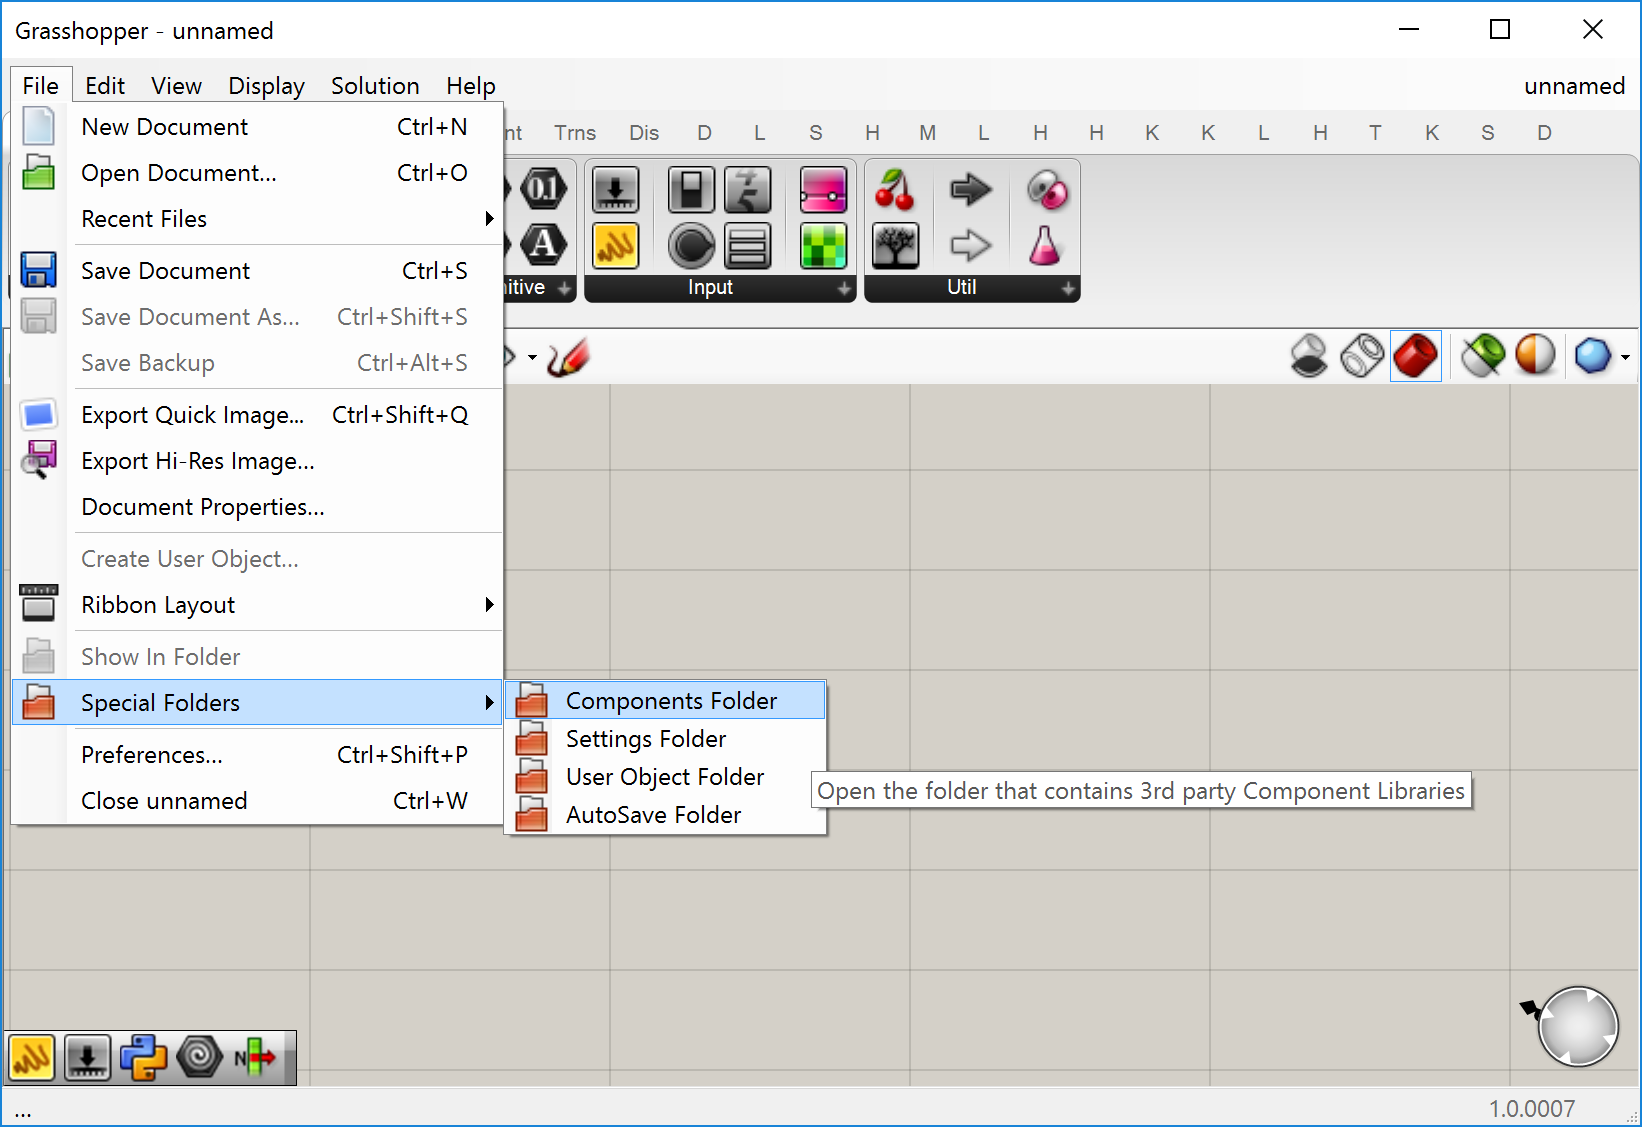 Grasshopper - unnamed
File Edit View Display Solution Help unnamed
nt Trns Dis D L S H M L H H K K L H T K S D
New Document Ctrl+N
Open Document... Ctrl+O
Recent Files
Save Document Ctrl+S
Save Document As... Ctrl+Shift+S
Save Backup Ctrl+Alt+S
Export Quick Image... Ctrl+Shift+Q
Export Hi-Res Image...
Document Properties...
Create User Object...
Ribbon Layout
Show In Folder
Special Folders
Preferences... Ctrl+Shift+P
Close unnamed Ctrl+W
0.1
A
4
5
itive Input Util
Components Folder
Settings Folder
User Object Folder
AutoSave Folder
Open the folder that contains 3rd party Component Libraries
N
... 1.0.0007